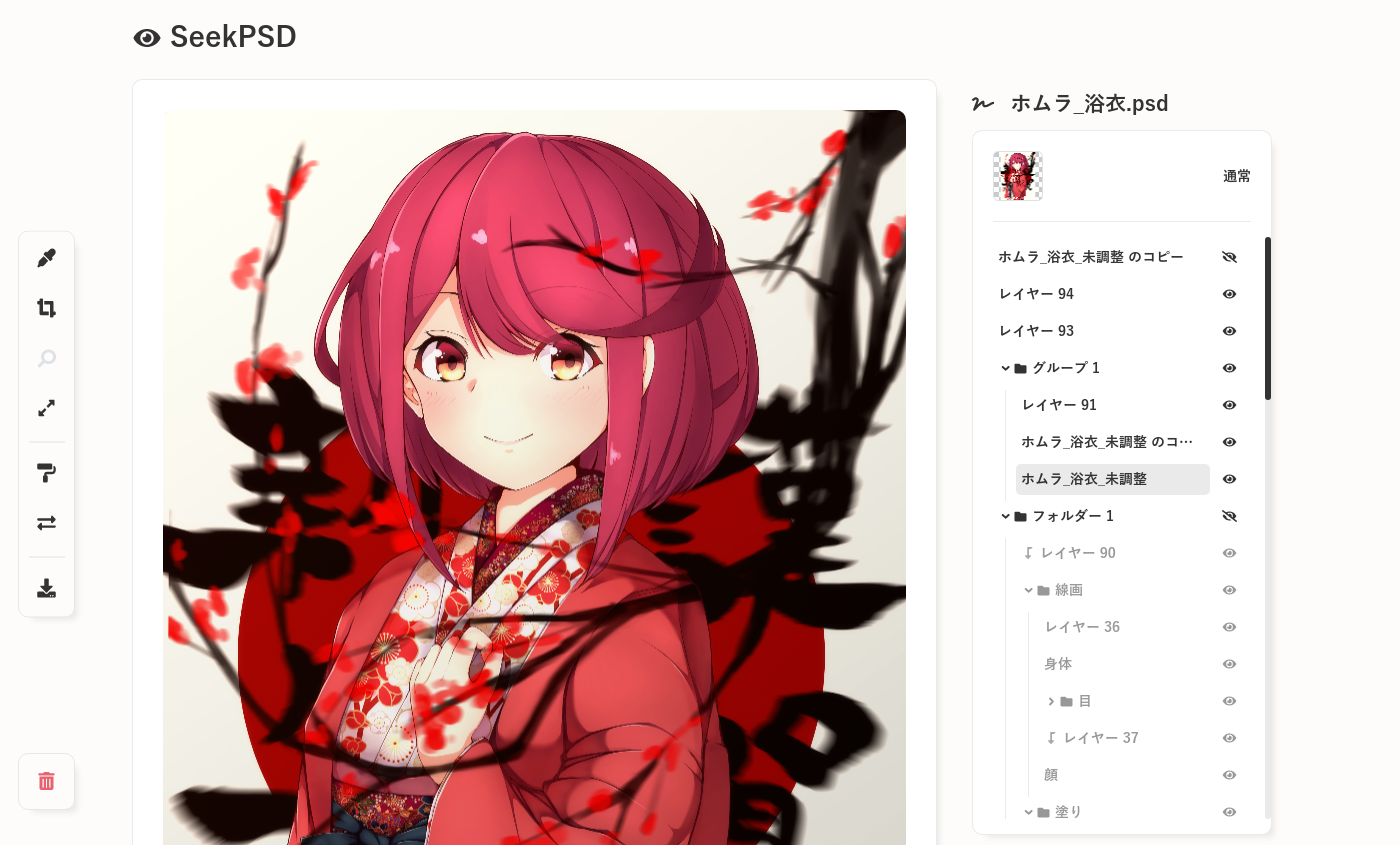 SeekPSD
ホムラ_浴衣.psd
通常
ホムラ_浴衣_未調整 のコピー
レイヤー 94
レイヤー 93
グループ 1
レイヤー 91
ホムラ_浴衣_未調整 のコ…
ホムラ_浴衣_未調整
フォルダー 1
レイヤー 90
線画
レイヤー 36
身体
目
レイヤー 37
顔
塗り